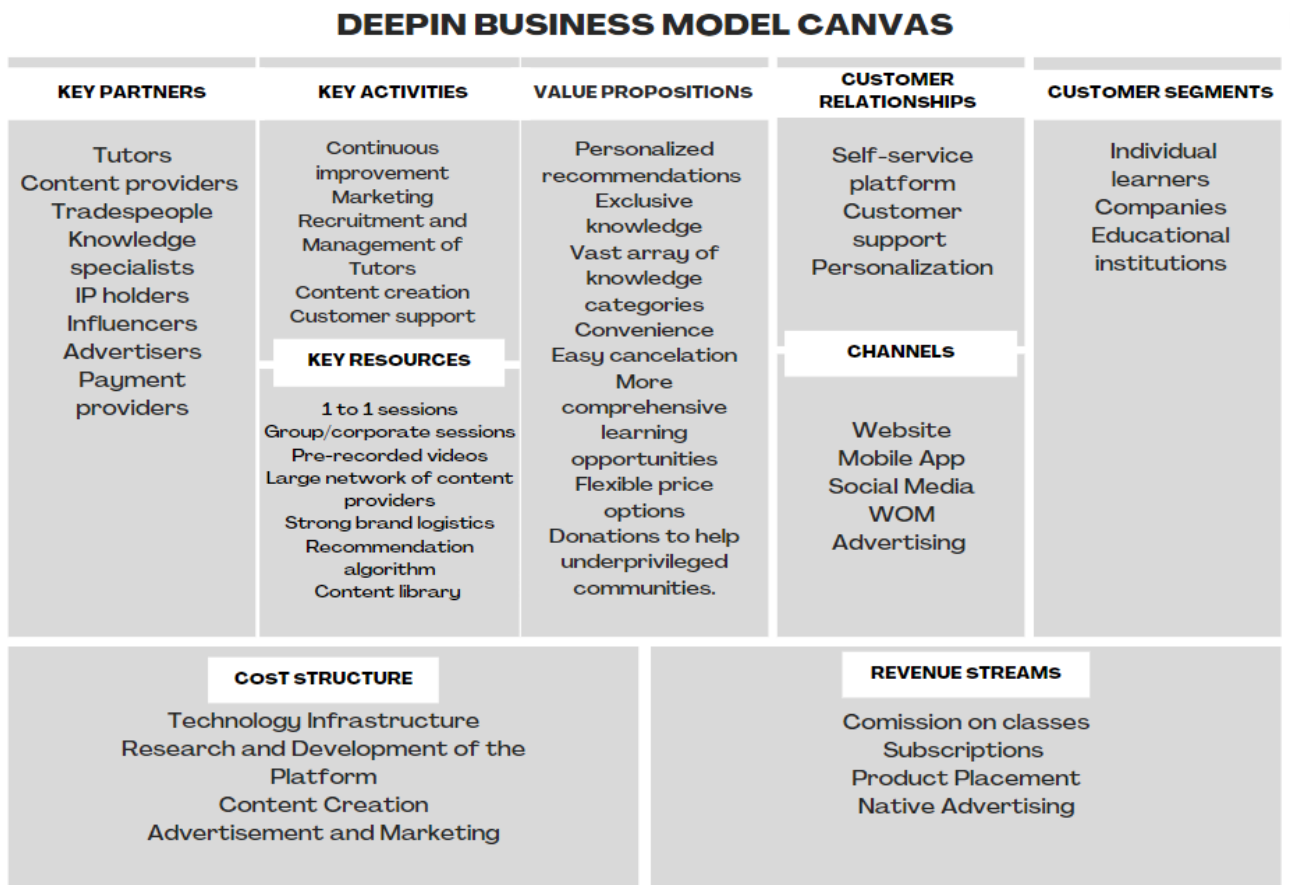 DEEPIN BUSINESS MODEL CANVAS
KEY PARTNERS
Tutors
Content providers
Tradespeople
Knowledge
specialists
IP holders
Influencers
Advertisers
Payment
providers
KEY ACTIVITIES
Continuous
improvement
Marketing
Recruitment and
Management of
Tutors
Content creation
Customer support
KEY RESOURCES
1 to 1 sessions
Group/corporate sessions
Pre-recorded videos
Large network of content
providers
Strong brand logistics
Recommendation
algorithm
Content library
VALUE PROPOSITIONS
Personalized
recommendations
Exclusive
knowledge
Vast array of
knowledge
categories
Convenience
Easy cancelation
More
comprehensive
learning
opportunities
Flexible price
options
Donations to help
underprivileged
communities.
CUSTOMER
RELATIONSHIPS
Self-service
platform
Customer
support
Personalization
CHANNELS
Website
Mobile App
Social Media
WOM
Advertising
CUSTOMER SEGMENTS
Individual
learners
Companies
Educational
institutions
COST STRUCTURE
Technology Infrastructure
Research and Development of the
Platform
Content Creation
Advertisement and Marketing
REVENUE STREAMS
Comission on classes
Subscriptions
Product Placement
Native Advertising